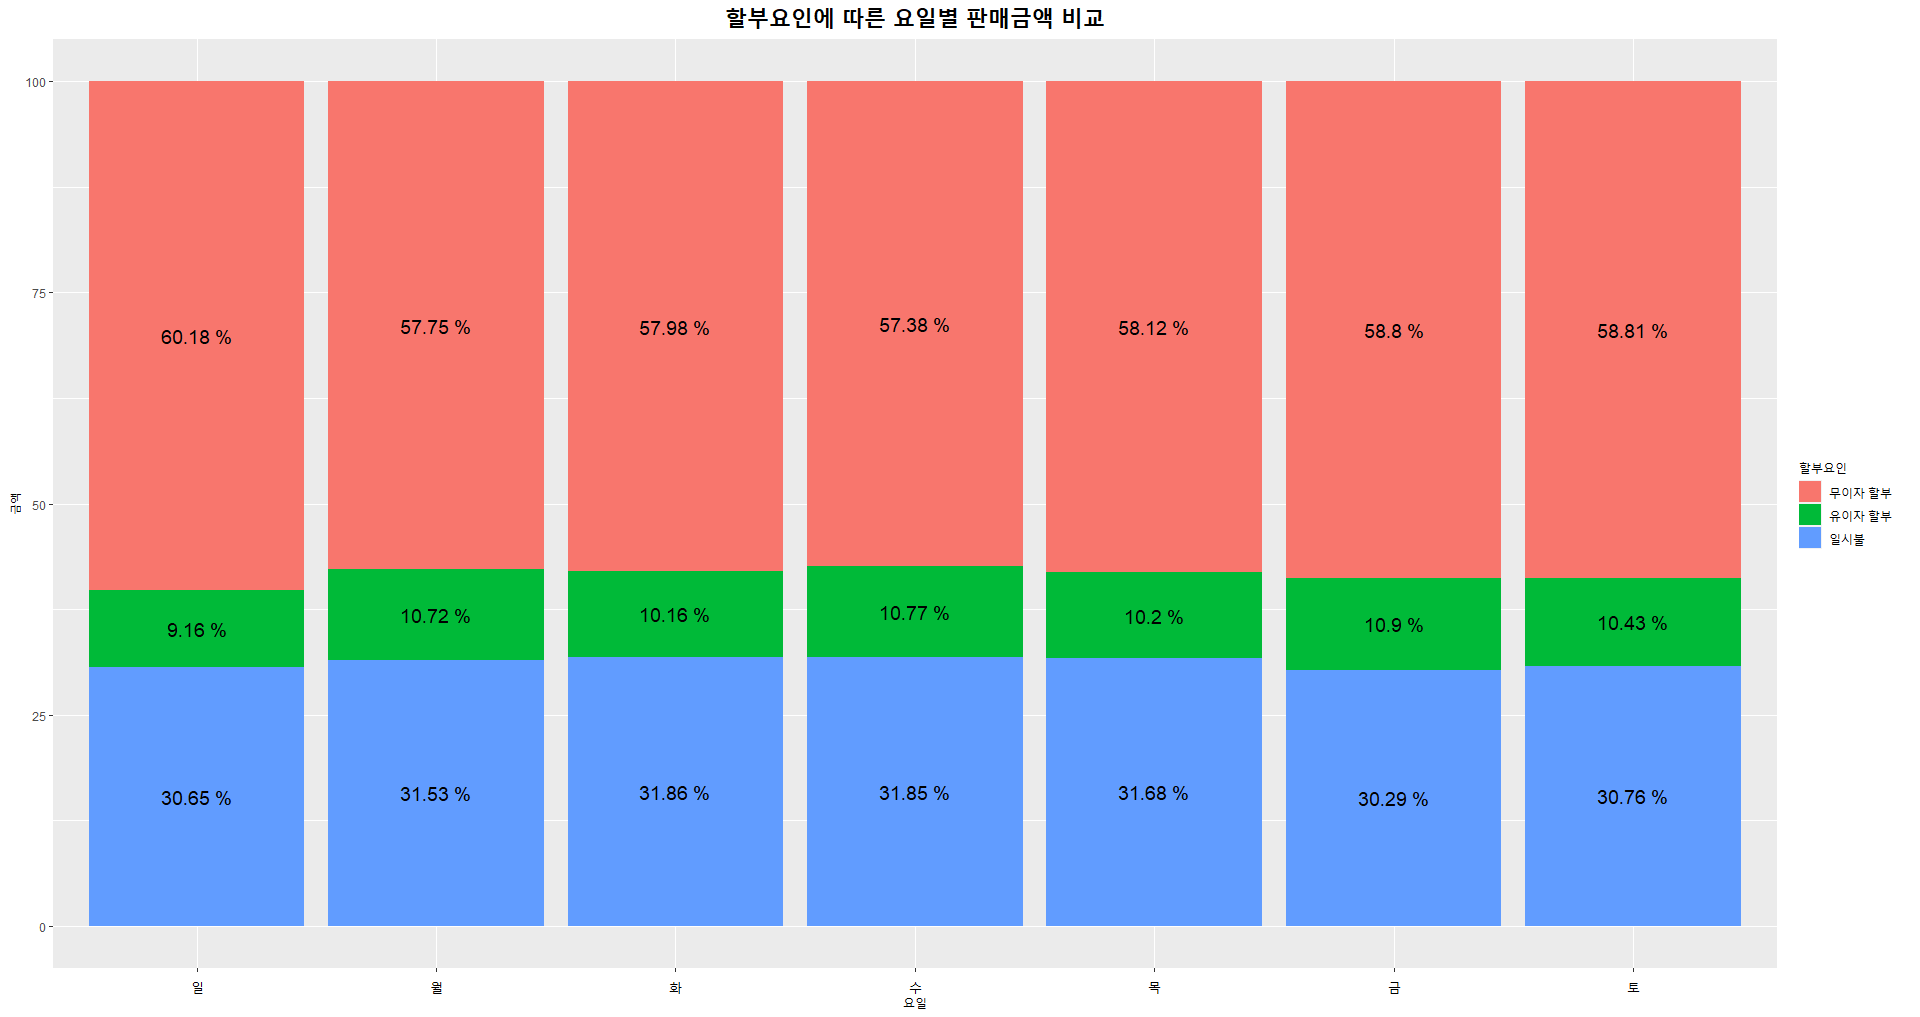 할부요인에 따른 요일별 판매금액 비교
100
75
50
25
0
금액
60.18 %
57.75 %
57.98 %
57.38 %
58.12 %
58.8 %
58.81 %
9.16 %
10.72 %
10.16 %
10.77 %
10.2 %
10.9 %
10.43 %
30.65 %
31.53 %
31.86 %
31.85 %
31.68 %
30.29 %
30.76 %
일
월
화
수
목
금
토
요일
할부요인
무이자 할부
유이자 할부
일시불